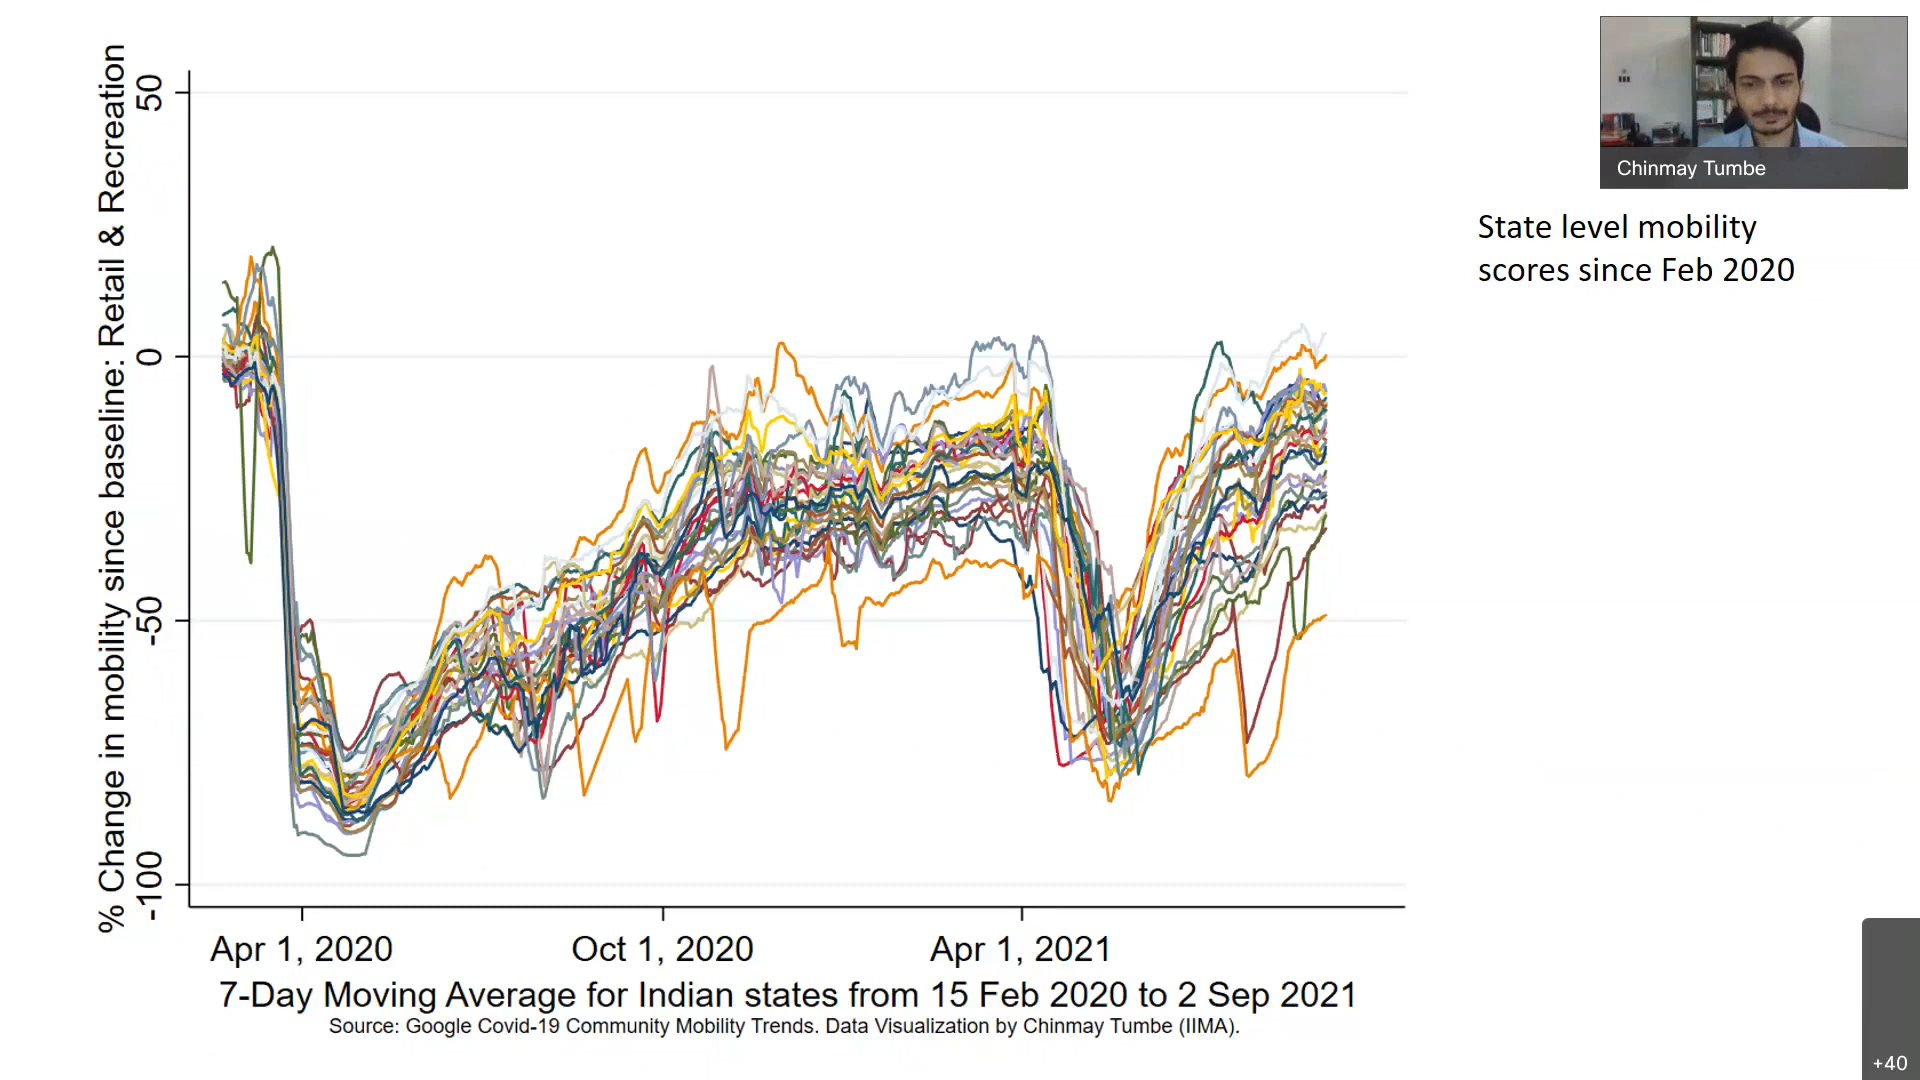 Chinmay Tumbe
State level mobility
scores since Feb 2020
% Change in mobility since baseline: Retail & Recreation
50
0
-50
-100
Apr 1, 2020
Oct 1, 2020
Apr 1, 2021
7-Day Moving Average for Indian states from 15 Feb 2020 to 2 Sep 2021
Source: Google Covid-19 Community Mobility Trends. Data Visualization by Chinmay Tumbe (IIMA).
+40